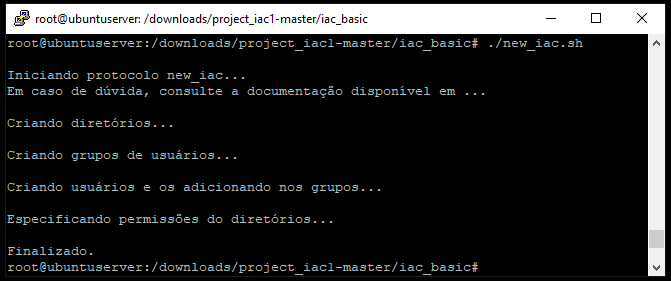 root@ubuntuserver: /downloads/project_iac1-master/iac_basic
root@ubuntuserver:/downloads/project_iac1-master/iac_basic# ./new_iac.sh
Iniciando protocolo new_iac...
Em caso de dúvida, consulte a documentação disponível em ...
Criando diretórios...
Criando grupos de usuários...
Criando usuários e os adicionando nos grupos...
Especificando permissões do diretórios...
Finalizado.
root@ubuntuserver:/downloads/project_iac1-master/iac_basic#